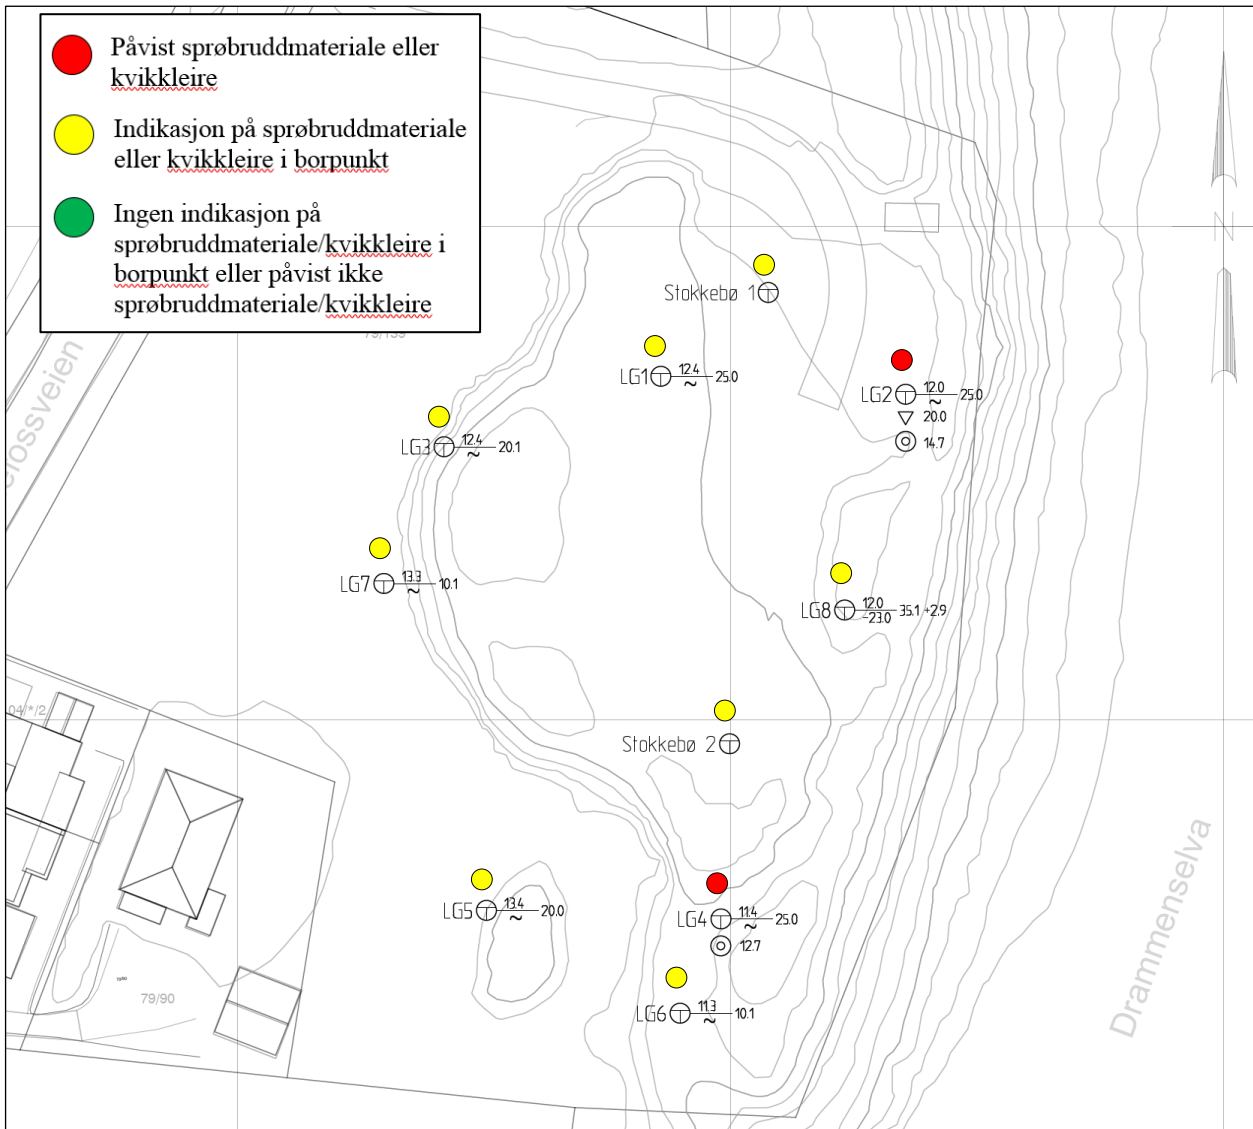 Påvist sprøbruddmateriale eller
kvikkleire
Indikasjon på sprøbruddmateriale
eller kvikkleire i borpunkt
Ingen indikasjon på
sprøbruddmateriale/kvikkleire i
borpunkt eller påvist ikke
sprøbruddmateriale/kvikkleire
N
Stokkebø 1
LG1 12.4 ~ 25.0
LG2 12.0 ~ 25.0
20.0
14.7
LG3 12.4 ~ 20.1
LG7 13.3 ~ 10.1
LG8 12.0 -23.0 35.1 +2.9
04/*/2
Stokkebø 2
LG5 13.4 ~ 20.0
LG4 11.4 ~ 25.0
12.7
LG6 11.3 ~ 10.1
79/90
Drammenselva